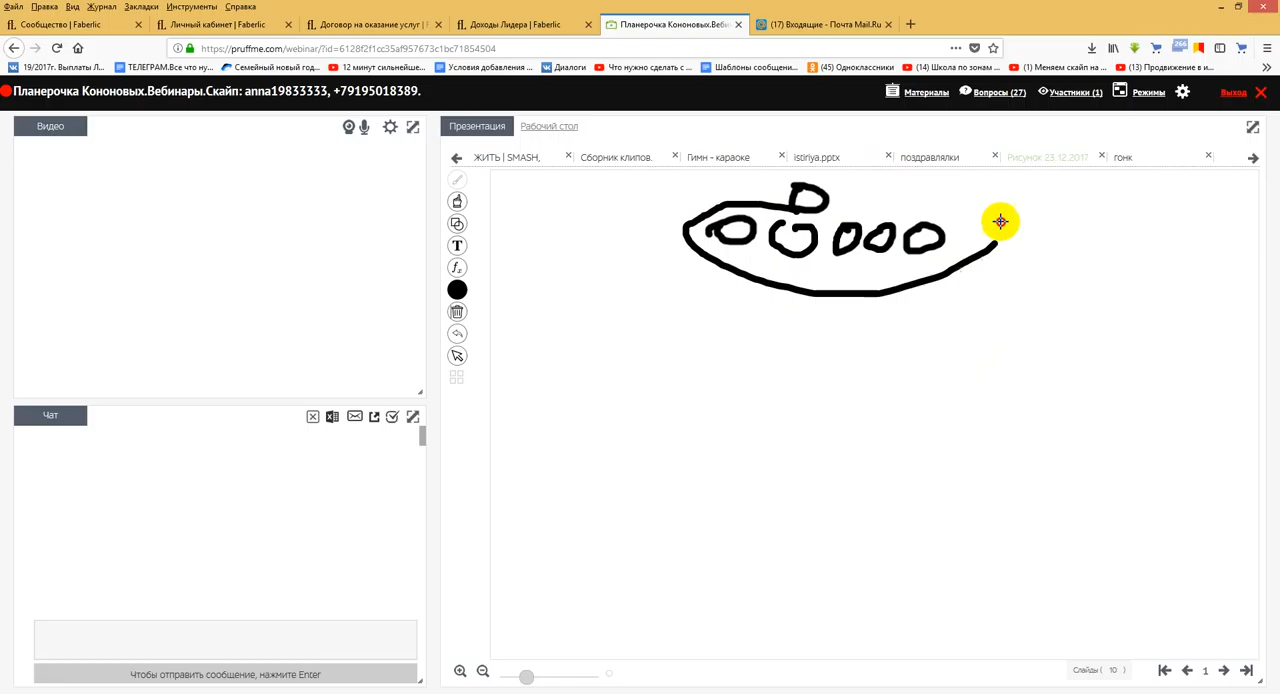 Файл Правка Вид Журнал Закладки Инструменты Справка
Сообщество | Faberlic
Личный кабинет | Faberlic
Договор на оказание услуг | F
Доходы Лидера | Faberlic
Планерочка Кононовых.Веби
(17) Входящие - Почта Mail.Ru
https://pruffme.com/webinar/?id=6128f2f1cc35af957673c1bc71854504
266
19/2017г. Выплаты Л...
ТЕЛЕГРАМ.Все что ну...
Семейный новый год...
12 минут сильнейше...
Условия добавления ...
Диалоги
Что нужно сделать с ...
Шаблоны сообщени...
(45) Одноклассники
(14) Школа по зонам ...
(1) Меняем скайп на ...
(13) Продвижение в и...
Планерочка Кононовых.Вебинары.Скайп: anna19833333, +79195018389.
Материалы
Вопросы (27)
Участники (1)
Режимы
Выход
Видео
Презентация
Рабочий стол
ЖИТЬ | SMASH,
Сборник клипов.
Гимн - караоке
istiriya.pptx
поздравлялки
Рисунок 23.12.2017
гонк
T
fx
Чат
Чтобы отправить сообщение, нажмите Enter
Слайды ( 10 )
1